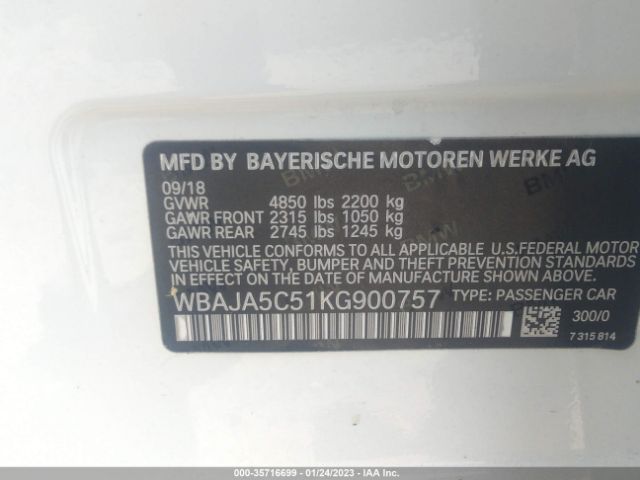 MFD BY BAYERISCHE MOTOREN WERKE AG
09/18
GVWR 4850 lbs 2200 kg
GAWR FRONT 2315 lbs 1050 kg
GAWR REAR 2745 lbs 1245 kg
THIS VEHICLE CONFORMS TO ALL APPLICABLE U.S.FEDERAL MOTOR
VEHICLE SAFETY, BUMPER AND THEFT PREVENTION STANDARDS
IN EFFECT ON THE DATE OF MANUFACTURE SHOWN ABOVE.
WBAJA5C51KG900757 TYPE: PASSENGER CAR
300/0
7 315 814
000-35716699 - 01/24/2023 - IAA, Inc.